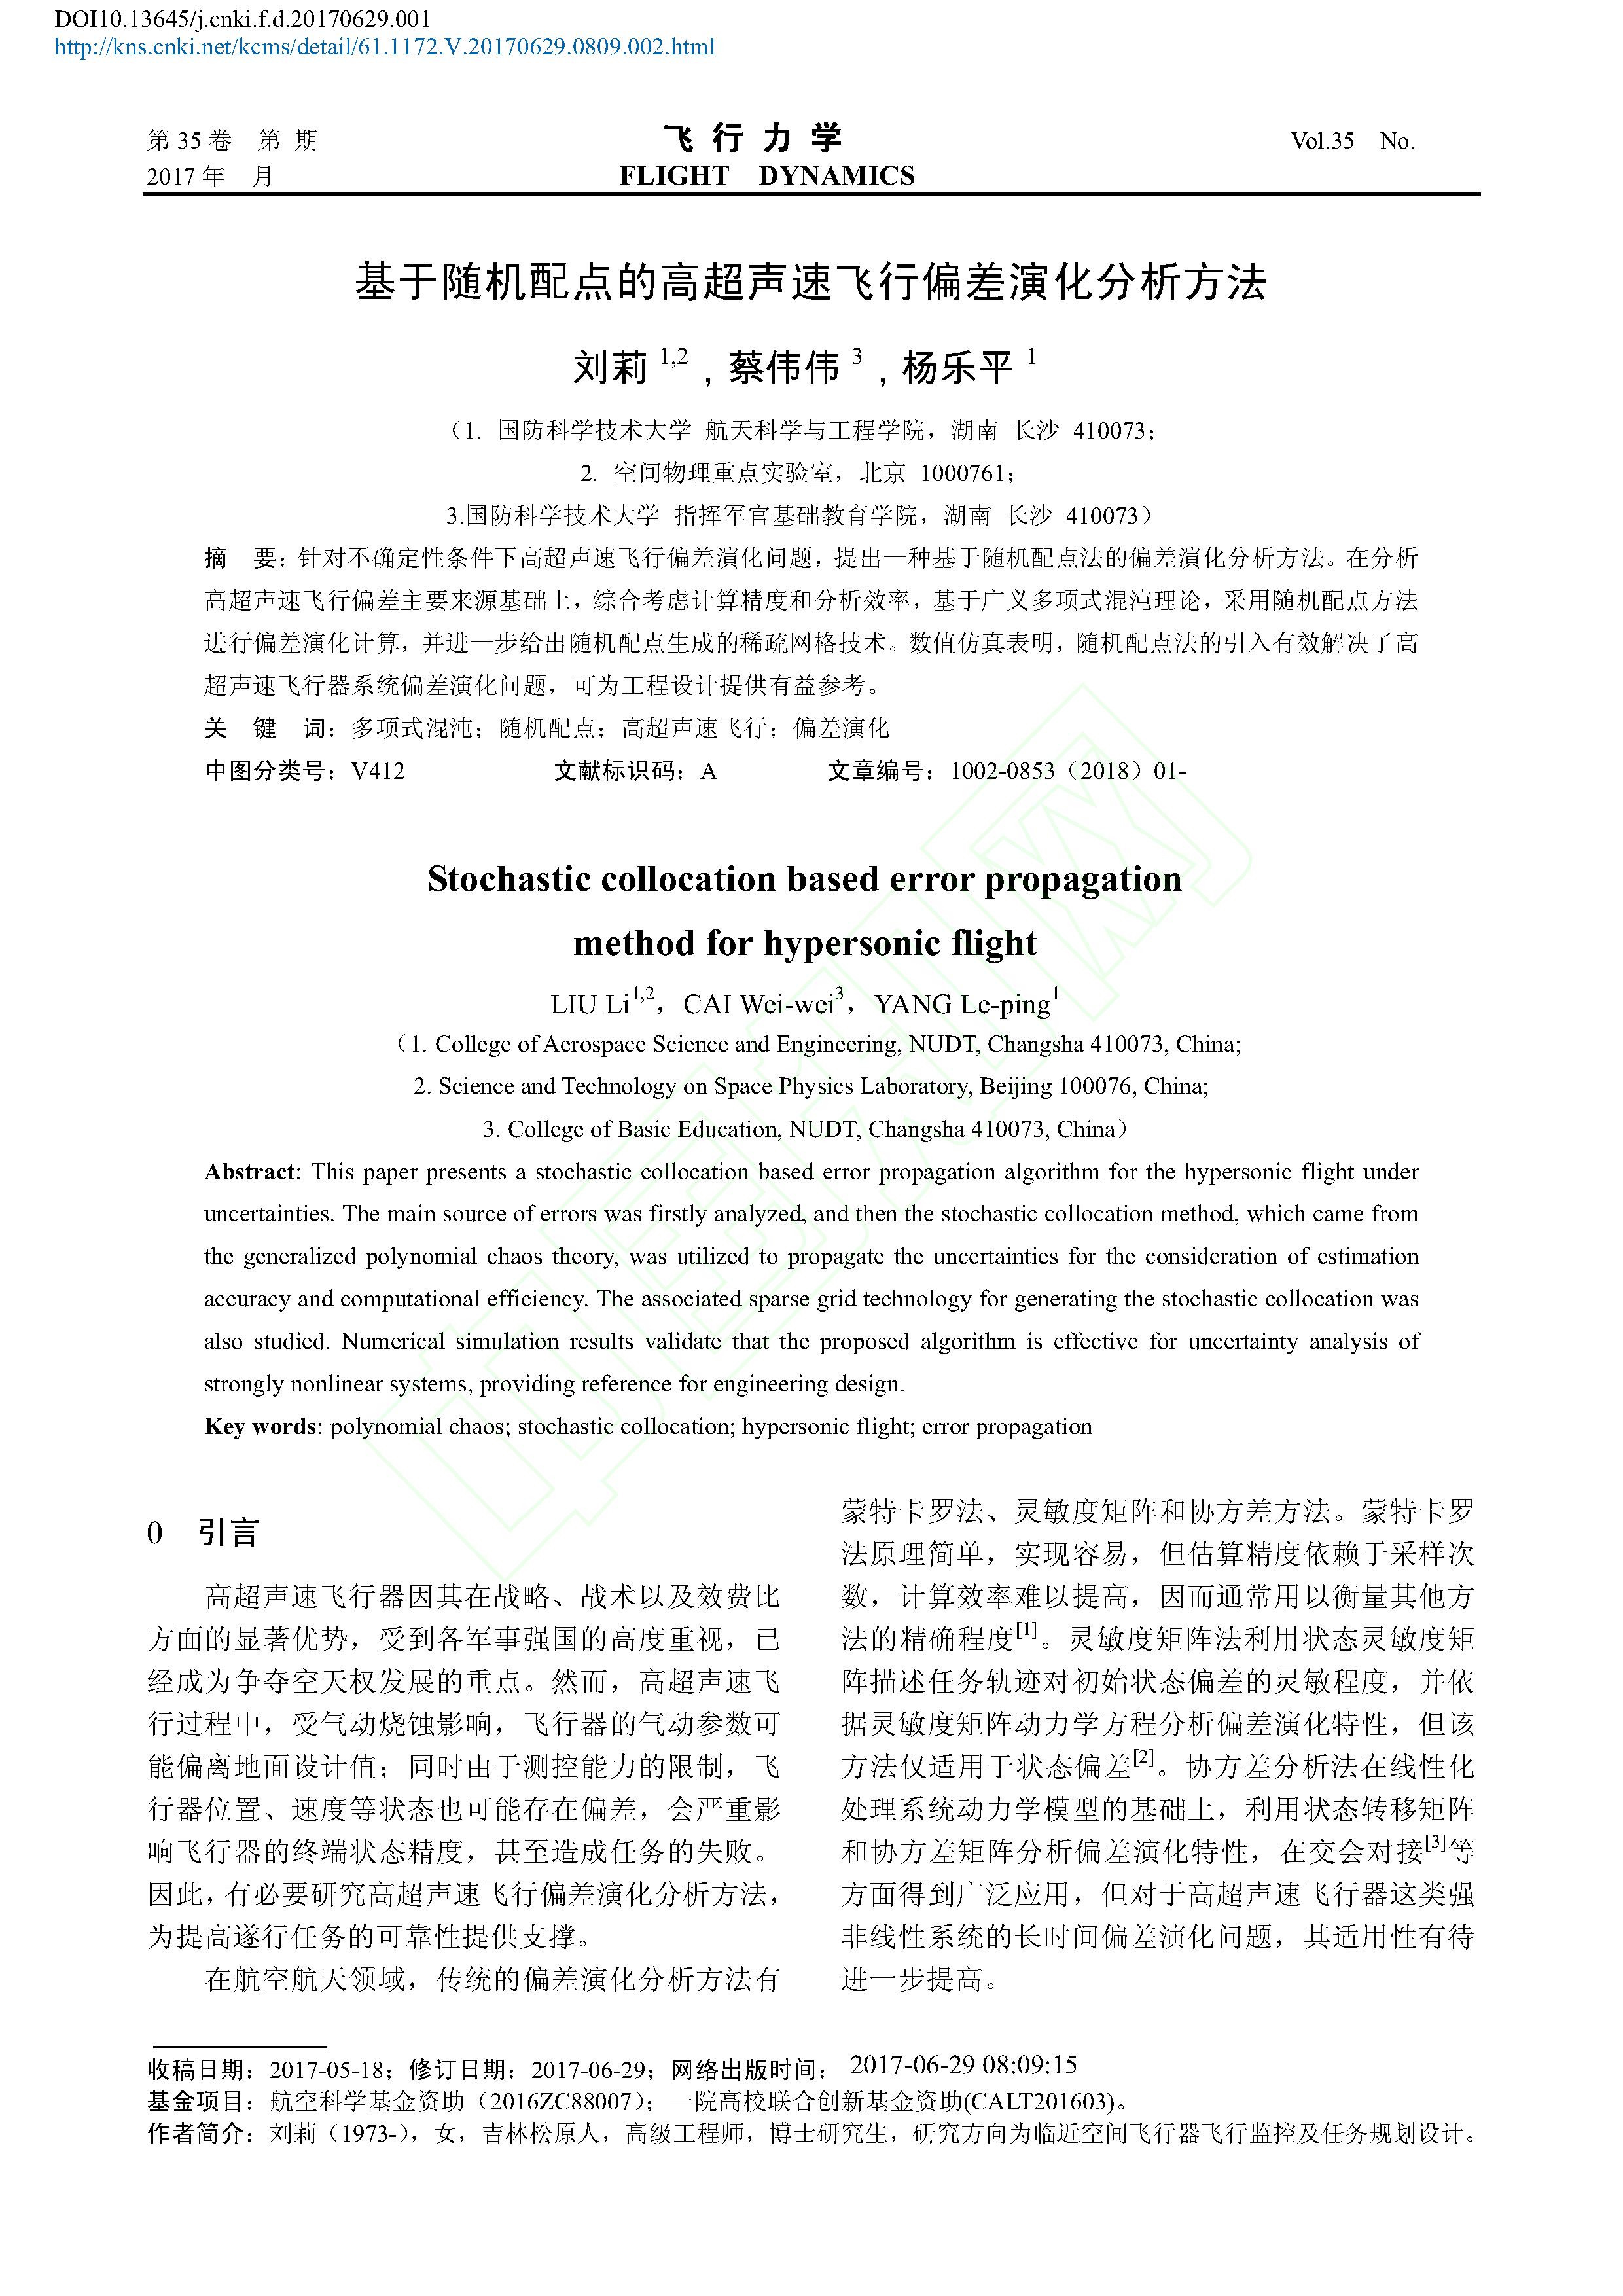 DOI10.13645/j.cnki.f.d.20170629.001
http://kns.cnki.net/kcms/detail/61.1172.V.20170629.0809.002.html
第 35 卷 第 期 飞 行 力 学 Vol.35 No.
2017 年 月 FLIGHT DYNAMICS
基于随机配点的高超声速飞行偏差演化分析方法
刘莉 1,2，蔡伟伟 3，杨乐平 1
（1. 国防科学技术大学 航天科学与工程学院，湖南 长沙 410073；
2. 空间物理重点实验室，北京 1000761；
3.国防科学技术大学 指挥军官基础教育学院，湖南 长沙 410073）
摘 要：针对不确定性条件下高超声速飞行偏差演化问题，提出一种基于随机配点法的偏差演化分析方法。在分析
高超声速飞行偏差主要来源基础上，综合考虑计算精度和分析效率，基于广义多项式混沌理论，采用随机配点方法
进行偏差演化计算，并进一步给出随机配点生成的稀疏网格技术。数值仿真表明，随机配点法的引入有效解决了高
超声速飞行器系统偏差演化问题，可为工程设计提供有益参考。
关 键 词：多项式混沌；随机配点；高超声速飞行；偏差演化
中图分类号：V412 文献标识码：A 文章编号：1002-0853（2018）01-
Stochastic collocation based error propagation
method for hypersonic flight
LIU Li1,2，CAI Wei-wei3，YANG Le-ping1
（1. College of Aerospace Science and Engineering, NUDT, Changsha 410073, China;
2. Science and Technology on Space Physics Laboratory, Beijing 100076, China;
3. College of Basic Education, NUDT, Changsha 410073, China）
Abstract: This paper presents a stochastic collocation based error propagation algorithm for the hypersonic flight under
uncertainties. The main source of errors was firstly analyzed, and then the stochastic collocation method, which came from
the generalized polynomial chaos theory, was utilized to propagate the uncertainties for the consideration of estimation
accuracy and computational efficiency. The associated sparse grid technology for generating the stochastic collocation was
also studied. Numerical simulation results validate that the proposed algorithm is effective for uncertainty analysis of
strongly nonlinear systems, providing reference for engineering design.
Key words: polynomial chaos; stochastic collocation; hypersonic flight; error propagation
0 引言
高超声速飞行器因其在战略、战术以及效费比
方面的显著优势，受到各军事强国的高度重视，已
经成为争夺空天权发展的重点。然而，高超声速飞
行过程中，受气动烧蚀影响，飞行器的气动参数可
能偏离地面设计值；同时由于测控能力的限制，飞
行器位置、速度等状态也可能存在偏差，会严重影
响飞行器的终端状态精度，甚至造成任务的失败。
因此，有必要研究高超声速飞行偏差演化分析方法，
为提高遂行任务的可靠性提供支撑。
在航空航天领域，传统的偏差演化分析方法有
蒙特卡罗法、灵敏度矩阵和协方差方法。蒙特卡罗
法原理简单，实现容易，但估算精度依赖于采样次
数，计算效率难以提高，因而通常用以衡量其他方
法的精确程度[1]。灵敏度矩阵法利用状态灵敏度矩
阵描述任务轨迹对初始状态偏差的灵敏程度，并依
据灵敏度矩阵动力学方程分析偏差演化特性，但该
方法仅适用于状态偏差[2]。协方差分析法在线性化
处理系统动力学模型的基础上，利用状态转移矩阵
和协方差矩阵分析偏差演化特性，在交会对接[3]等
方面得到广泛应用，但对于高超声速飞行器这类强
非线性系统的长时间偏差演化问题，其适用性有待
进一步提高。
收稿日期：2017-05-18；修订日期：2017-06-29；网络出版时间： 2017-06-29 08:09:15
基金项目：航空科学基金资助（2016ZC88007）；一院高校联合创新基金资助(CALT201603)。
作者简介：刘莉（1973-），女，吉林松原人，高级工程师，博士研究生，研究方向为临近空间飞行器飞行监控及任务规划设计。